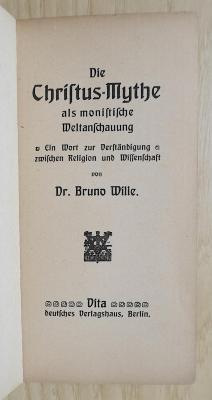 Die
Christus-Mythe
als monistische
Weltanschauung
Ein Wort zur Verständigung
zwischen Religion und Wissenschaft
von
Dr. Bruno Wille.
Vita
deutsches Verlagshaus, Berlin.